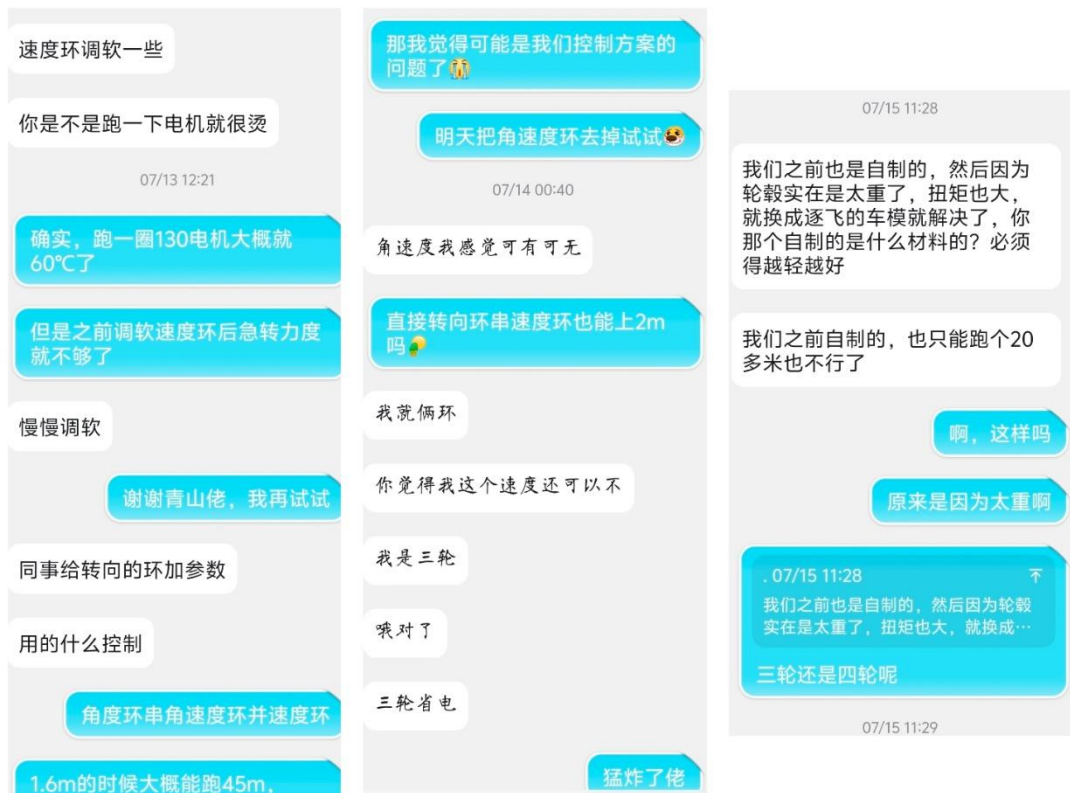 速度环调软一些
你是不是跑一下电机就很烫
07/13 12:21
确实，跑一圈130电机大概就
60℃了
但是之前调软速度环后急转力度
就不够了
慢慢调软
谢谢青山佬，我再试试
同事给转向的环加参数
用的什么控制
角度环串角速度环并速度环
1.6m的时候大概能跑45m，
那我觉得可能是我们控制方案的
问题了😭
明天把角速度环去掉试试
07/14 00:40
角速度我感觉可有可无
直接转向环串速度环也能上2m
吗
我就俩环
你觉得我这个速度还可以不
我是三轮
哦对了
三轮省电
猛炸了佬
07/15 11:28
我们之前也是自制的，然后因为
轮毂实在是太重了，扭矩也大，
就换成逐飞的车模就解决了，你
那个自制的是什么材料的？必须
得越轻越好
我们之前自制的，也只能跑个20
多米也不行了
啊，这样吗
原来是因为太重啊
. 07/15 11:28
我们之前也是自制的，然后因为轮毂
实在是太重了，扭矩也大，就换成…
三轮还是四轮呢
07/15 11:29